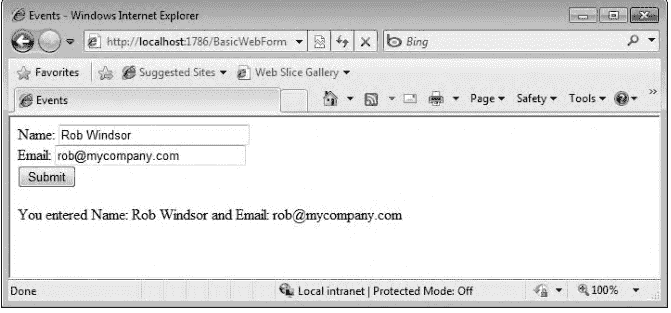 Events - Windows Internet Explorer
http://localhost:1786/BasicWebForm
Bing
Favorites Suggested Sites Web Slice Gallery
Events Page Safety Tools
Name: Rob Windsor
Email: rob@mycompany.com
Submit
You entered Name: Rob Windsor and Email: rob@mycompany.com
Done Local intranet | Protected Mode: Off 100%